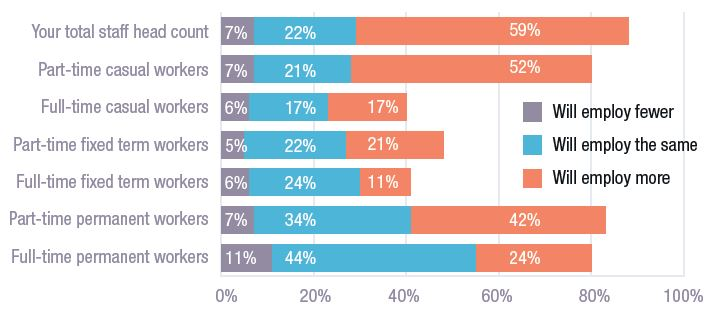 Your total staff head count 7% 22% 59%
Part-time casual workers 7% 21% 52%
Full-time casual workers 6% 17% 17%
Will employ fewer
Part-time fixed term workers 5% 22% 21%
Will employ the same
Full-time fixed term workers 6% 24% 11%
Will employ more
Part-time permanent workers 7% 34% 42%
Full-time permanent workers 11% 44% 24%
0% 20% 40% 60% 80% 100%